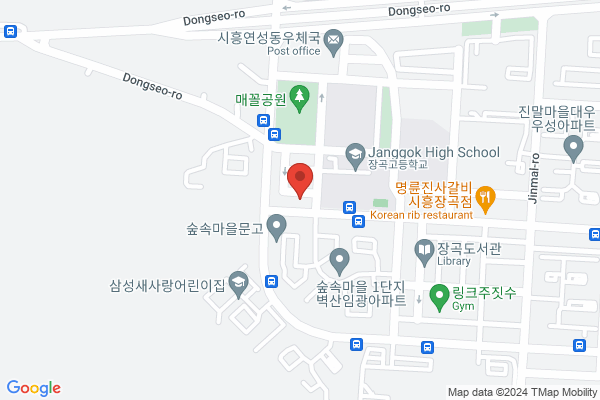 Dongseo-ro
Dongseo-ro
시흥연성동우체국
Post office
Dongseo-ro
매꼴공원
진말마을대우
우성아파트
Janggok High School
장곡고등학교
Jinmal-ro
명륜진사갈비
시흥장곡점
Korean rib restaurant
숲속마을문고
장곡도서관
Library
삼성새사랑어린이집
숲속마을 1단지
벽산임광아파트
링크주짓수
Gym
Google
Map data ©2024 TMap Mobility